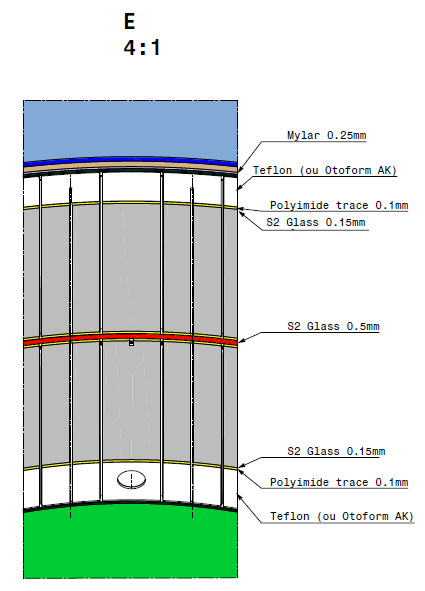 E
4:1
Mylar 0.25mm
Teflon (ou Otoform AK)
Polyimide trace 0.1mm
S2 Glass 0.15mm
S2 Glass 0.5mm
S2 Glass 0.15mm
Polyimide trace 0.1mm
Teflon (ou Otoform AK)